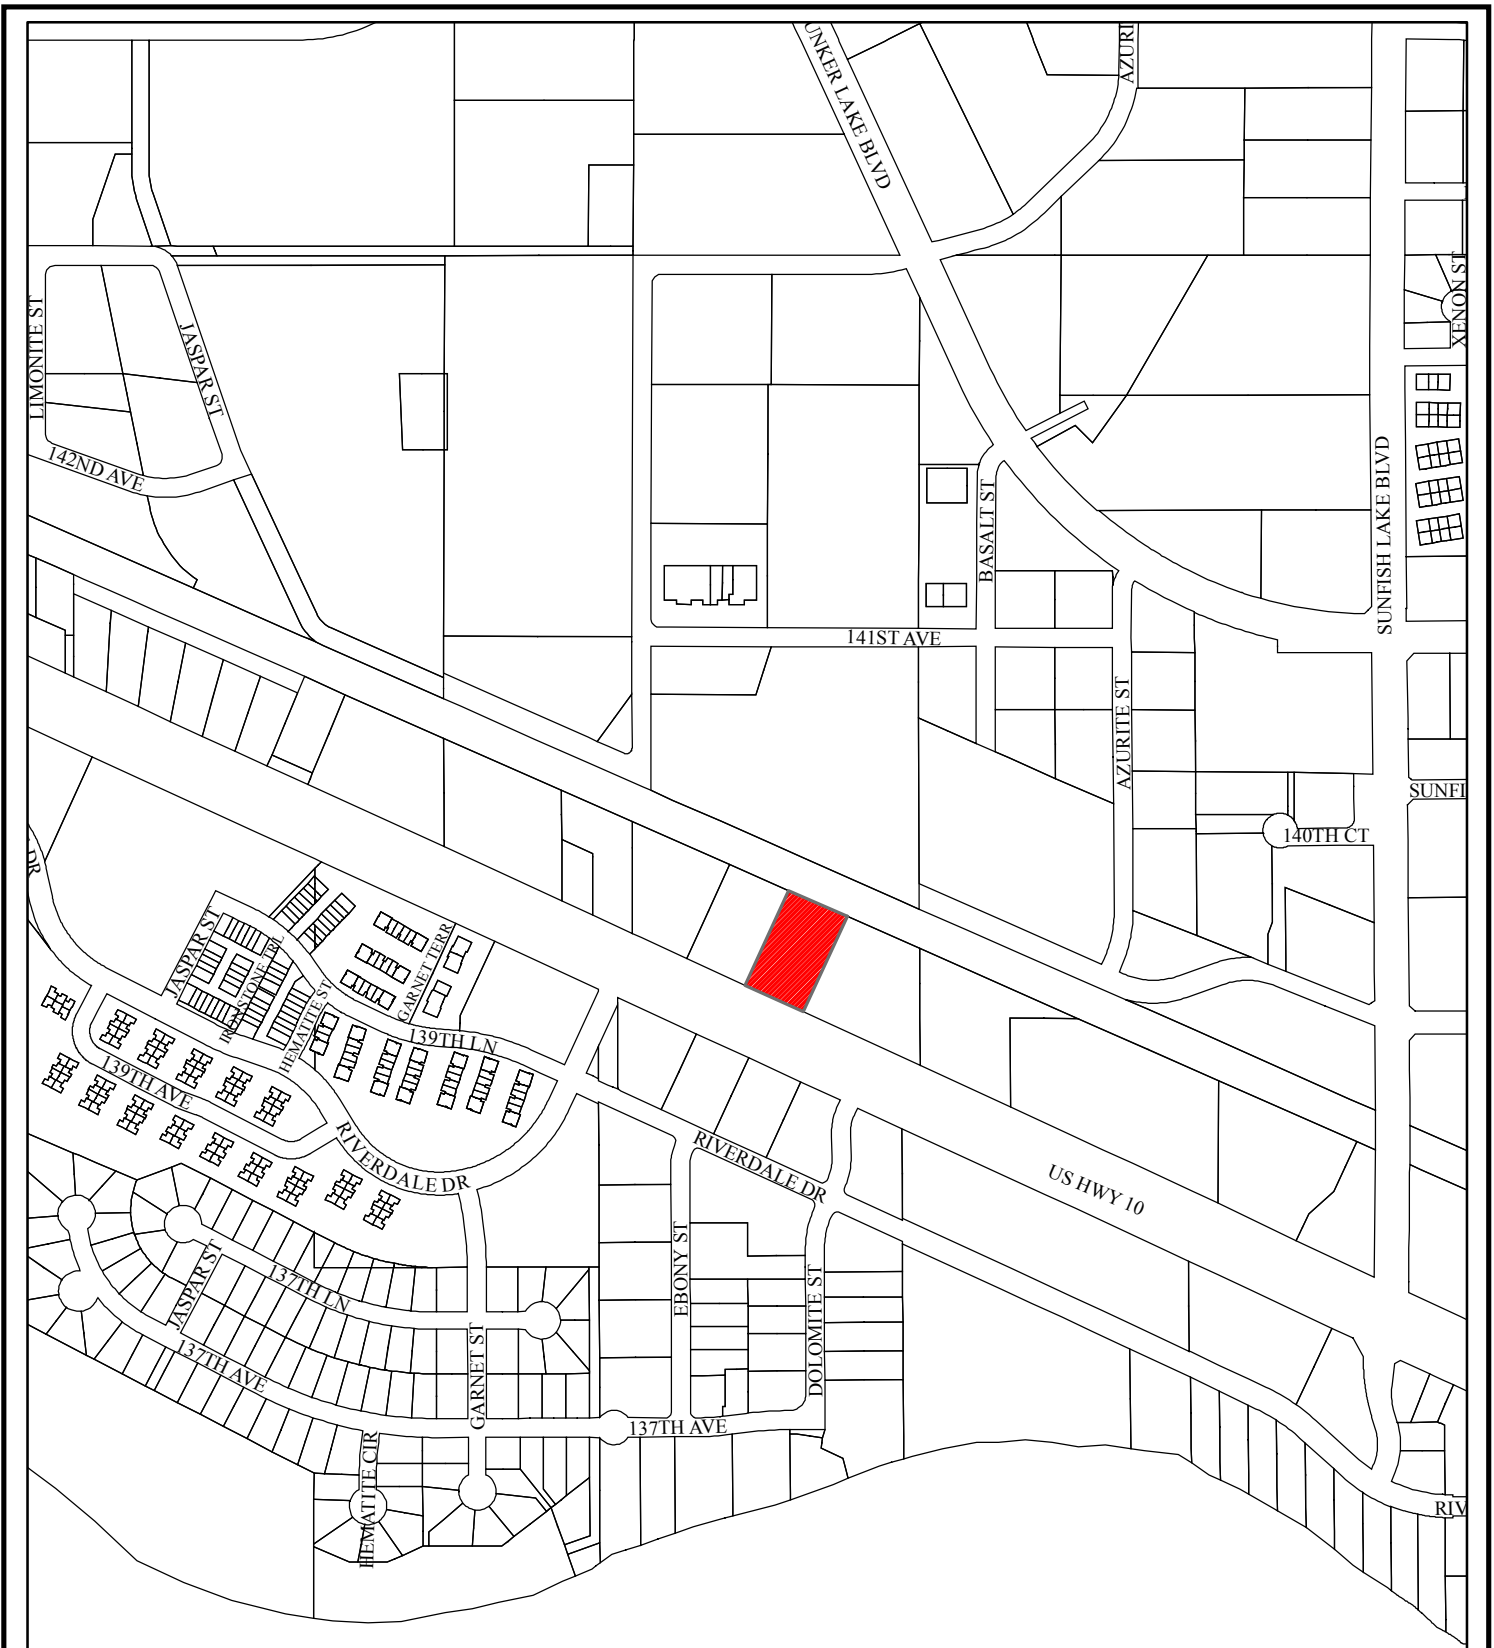 UNKER LAKE BLVD
AZURI
XENON ST
LIMONITE ST
JASPAR ST
142ND AVE
SUNFISH LAKE BLVD
BASALT ST
141ST AVE
AZURITE ST
SUNFI
140TH CT
DR
JASPAR ST
IRONSTONE TRL
GARNET TERR
HEMATITE ST
139TH LN
139TH AVE
RIVERDALE DR
RIVERDALE DR
US HWY 10
EBONY ST
JASPAR ST
137TH LN
DOLOMITE ST
137TH AVE
GARNET ST
137TH AVE
HEMATITE CIR
RIV